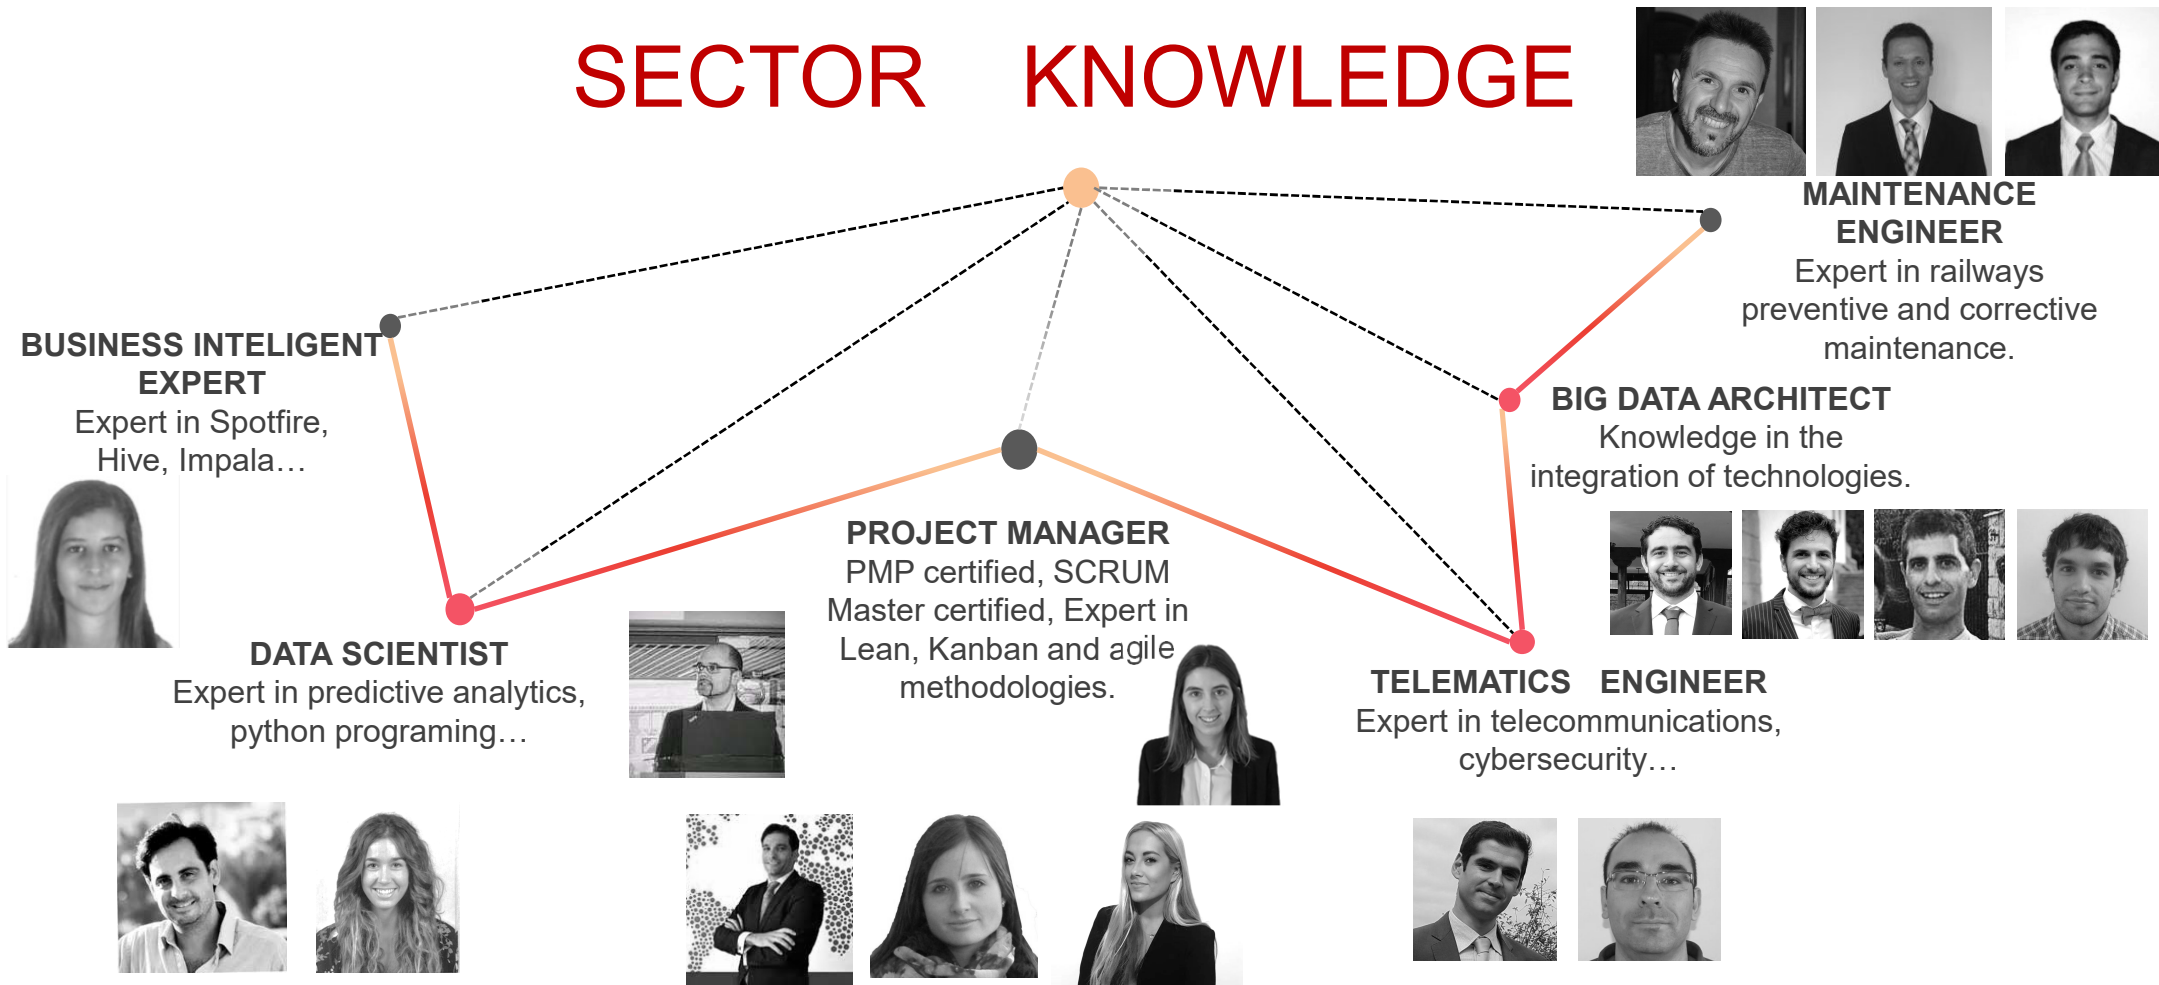 SECTOR KNOWLEDGE
MAINTENANCE
ENGINEER
Expert in railways
preventive and corrective
maintenance.
BUSINESS INTELIGENT
EXPERT
Expert in Spotfire,
Hive, Impala…
BIG DATA ARCHITECT
Knowledge in the
integration of technologies.
PROJECT MANAGER
PMP certified, SCRUM
Master certified, Expert in
Lean, Kanban and agile
methodologies.
DATA SCIENTIST
Expert in predictive analytics,
python programing…
TELEMATICS ENGINEER
Expert in telecommunications,
cybersecurity…